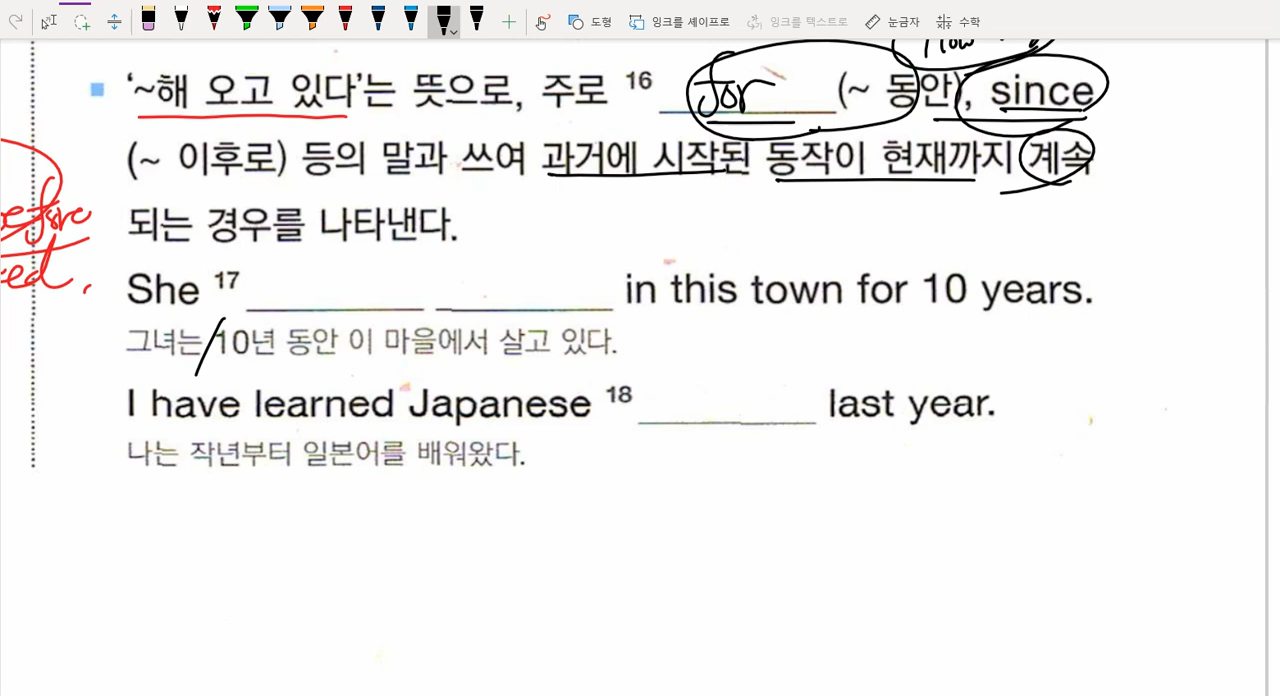 도형 잉크를 셰이프로 잉크를 텍스트로 눈금자 수학
How
'~해 오고 있다'는 뜻으로, 주로 16 for (~ 동안), since
(~ 이후로) 등의 말과 쓰여 과거에 시작된 동작이 현재까지 계속
되는 경우를 나타낸다.
She 17 ____ ____ in this town for 10 years.
그녀는/10년 동안 이 마을에서 살고 있다.
I have learned Japanese 18 ____ last year.
나는 작년부터 일본어를 배워왔다.